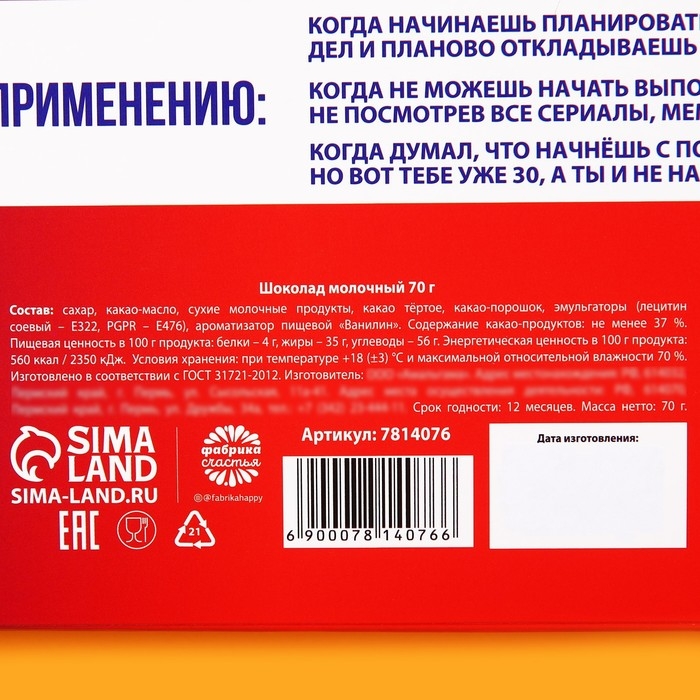 КОГДА НАЧИНАЕШЬ ПЛАНИРОВАТ
ДЕЛ И ПЛАНОВО ОТКЛАДЫВАЕШЬ
ПРИМЕНЕНИЮ:
КОГДА НЕ МОЖЕШЬ НАЧАТЬ ВЫПО
НЕ ПОСМОТРЕВ ВСЕ СЕРИАЛЫ, МЕМ
КОГДА ДУМАЛ, ЧТО НАЧНЁШЬ С ПО
НО ВОТ ТЕБЕ УЖЕ 30, А ТЫ И НЕ НА
Шоколад молочный 70 г
Состав: сахар, какао-масло, сухие молочные продукты, какао тёртое, какао-порошок, эмульгаторы (лецитин
соевый – Е322, PGPR – Е476), ароматизатор пищевой «Ванилин». Содержание какао-продуктов: не менее 37 %.
Пищевая ценность в 100 г продукта: белки – 4 г, жиры – 35 г, углеводы – 56 г. Энергетическая ценность в 100 г продукта
560 ккал / 2350 кДж. Условия хранения: при температуре +18 (±3) °С и максимальной относительной влажности 70 %.
Изготовлено в соответствии с ГОСТ 31721-2012. Изготовитель:
Срок годности: 12 месяцев. Масса нетто: 70 г.
SIMA
LAND
SIMA-LAND.RU
фабрика
счастья
@fabrikahappy
EAC
21
Артикул: 7814076
6 900078 140766
Дата изготовления: